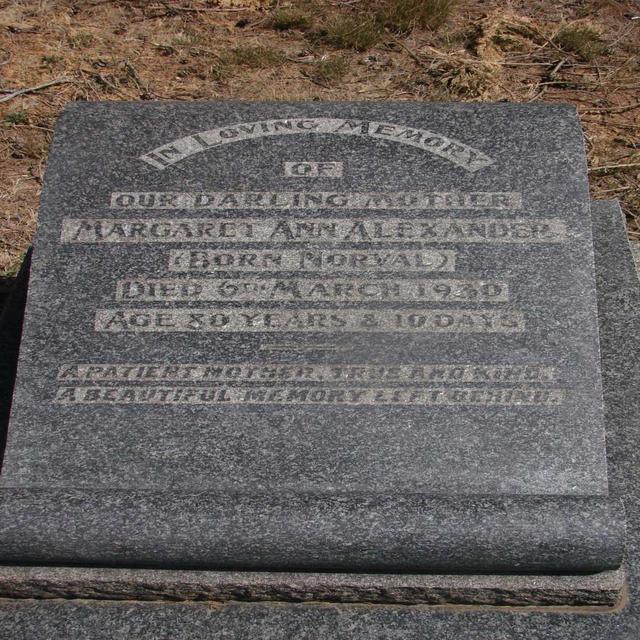 IN LOVING MEMORY
OF
OUR DARLING MOTHER
MARGARET ANN ALEXANDER
(BORN NORVAL)
DIED 6TH MARCH 1930
AGE 80 YEARS & 10 DAYS
A PATIENT MOTHER, TRUE AND KIND.
A BEAUTIFUL MEMORY LEFT BEHIND.